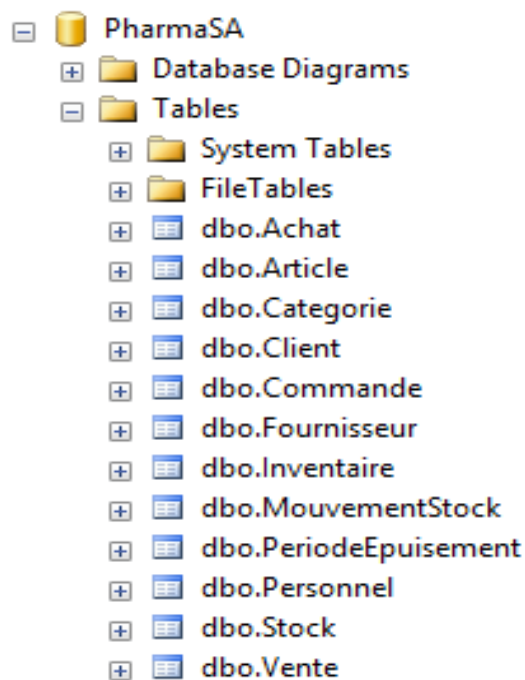 PharmaSA
Database Diagrams
Tables
System Tables
FileTables
dbo.Achat
dbo.Article
dbo.Categorie
dbo.Client
dbo.Commande
dbo.Fournisseur
dbo.Inventaire
dbo.MouvementStock
dbo.PeriodeEpuisement
dbo.Personnel
dbo.Stock
dbo.Vente